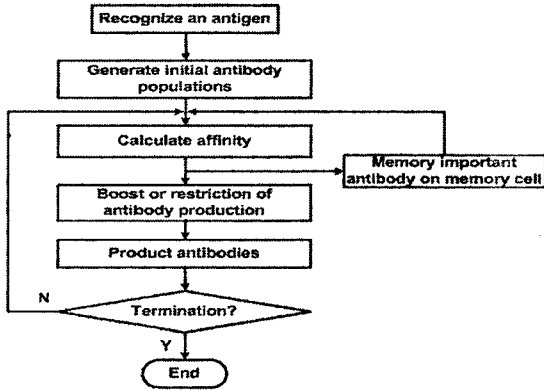 Recognize an antigen
Generate initial antibody
populations
Calculate affinity
Memory important
antibody on memory cell
Boost or restriction of
antibody production
Product antibodies
N
Termination?
Y
End